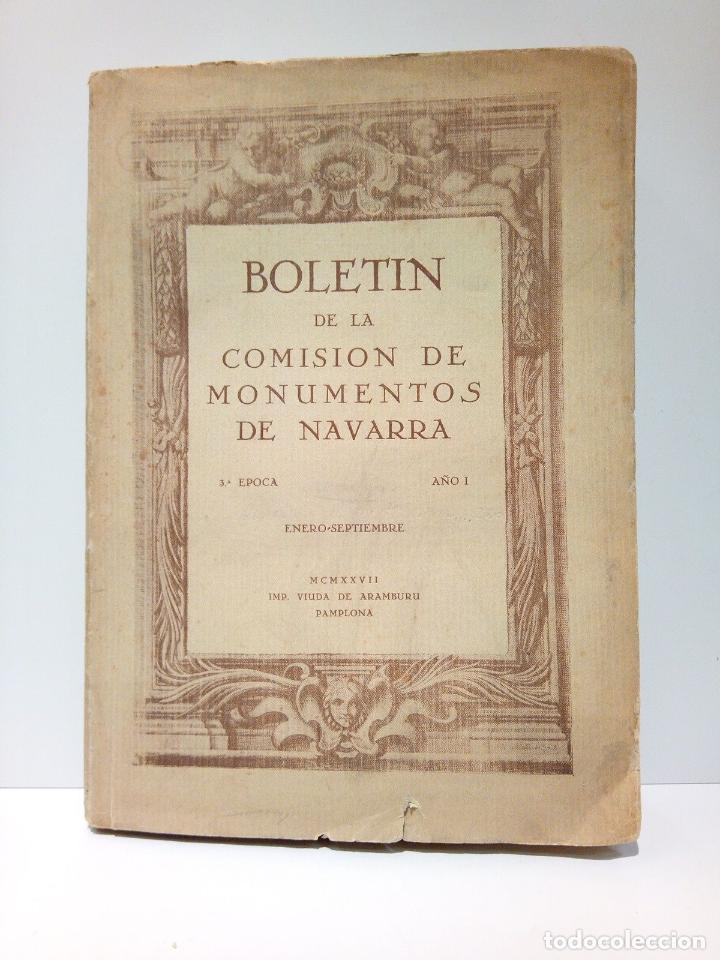 BOLETIN
DE LA
COMISION DE
MONUMENTOS
DE NAVARRA
3.ª EPOCA AÑO I
ENERO-SEPTIEMBRE
MCMXXVII
IMP. VIUDA DE ARAMBURU
PAMPLONA
todocoleccion